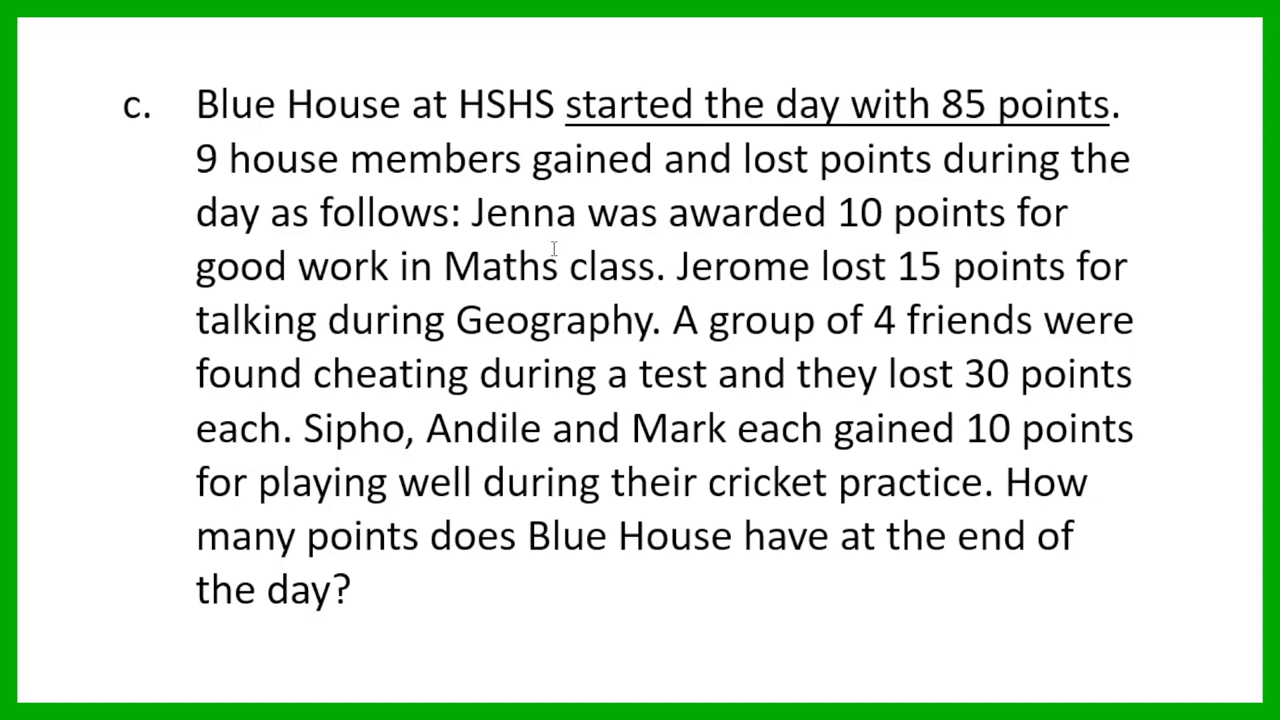 c. Blue House at HSHS started the day with 85 points.
9 house members gained and lost points during the
day as follows: Jenna was awarded 10 points for
good work in Maths class. Jerome lost 15 points for
talking during Geography. A group of 4 friends were
found cheating during a test and they lost 30 points
each. Sipho, Andile and Mark each gained 10 points
for playing well during their cricket practice. How
many points does Blue House have at the end of
the day?